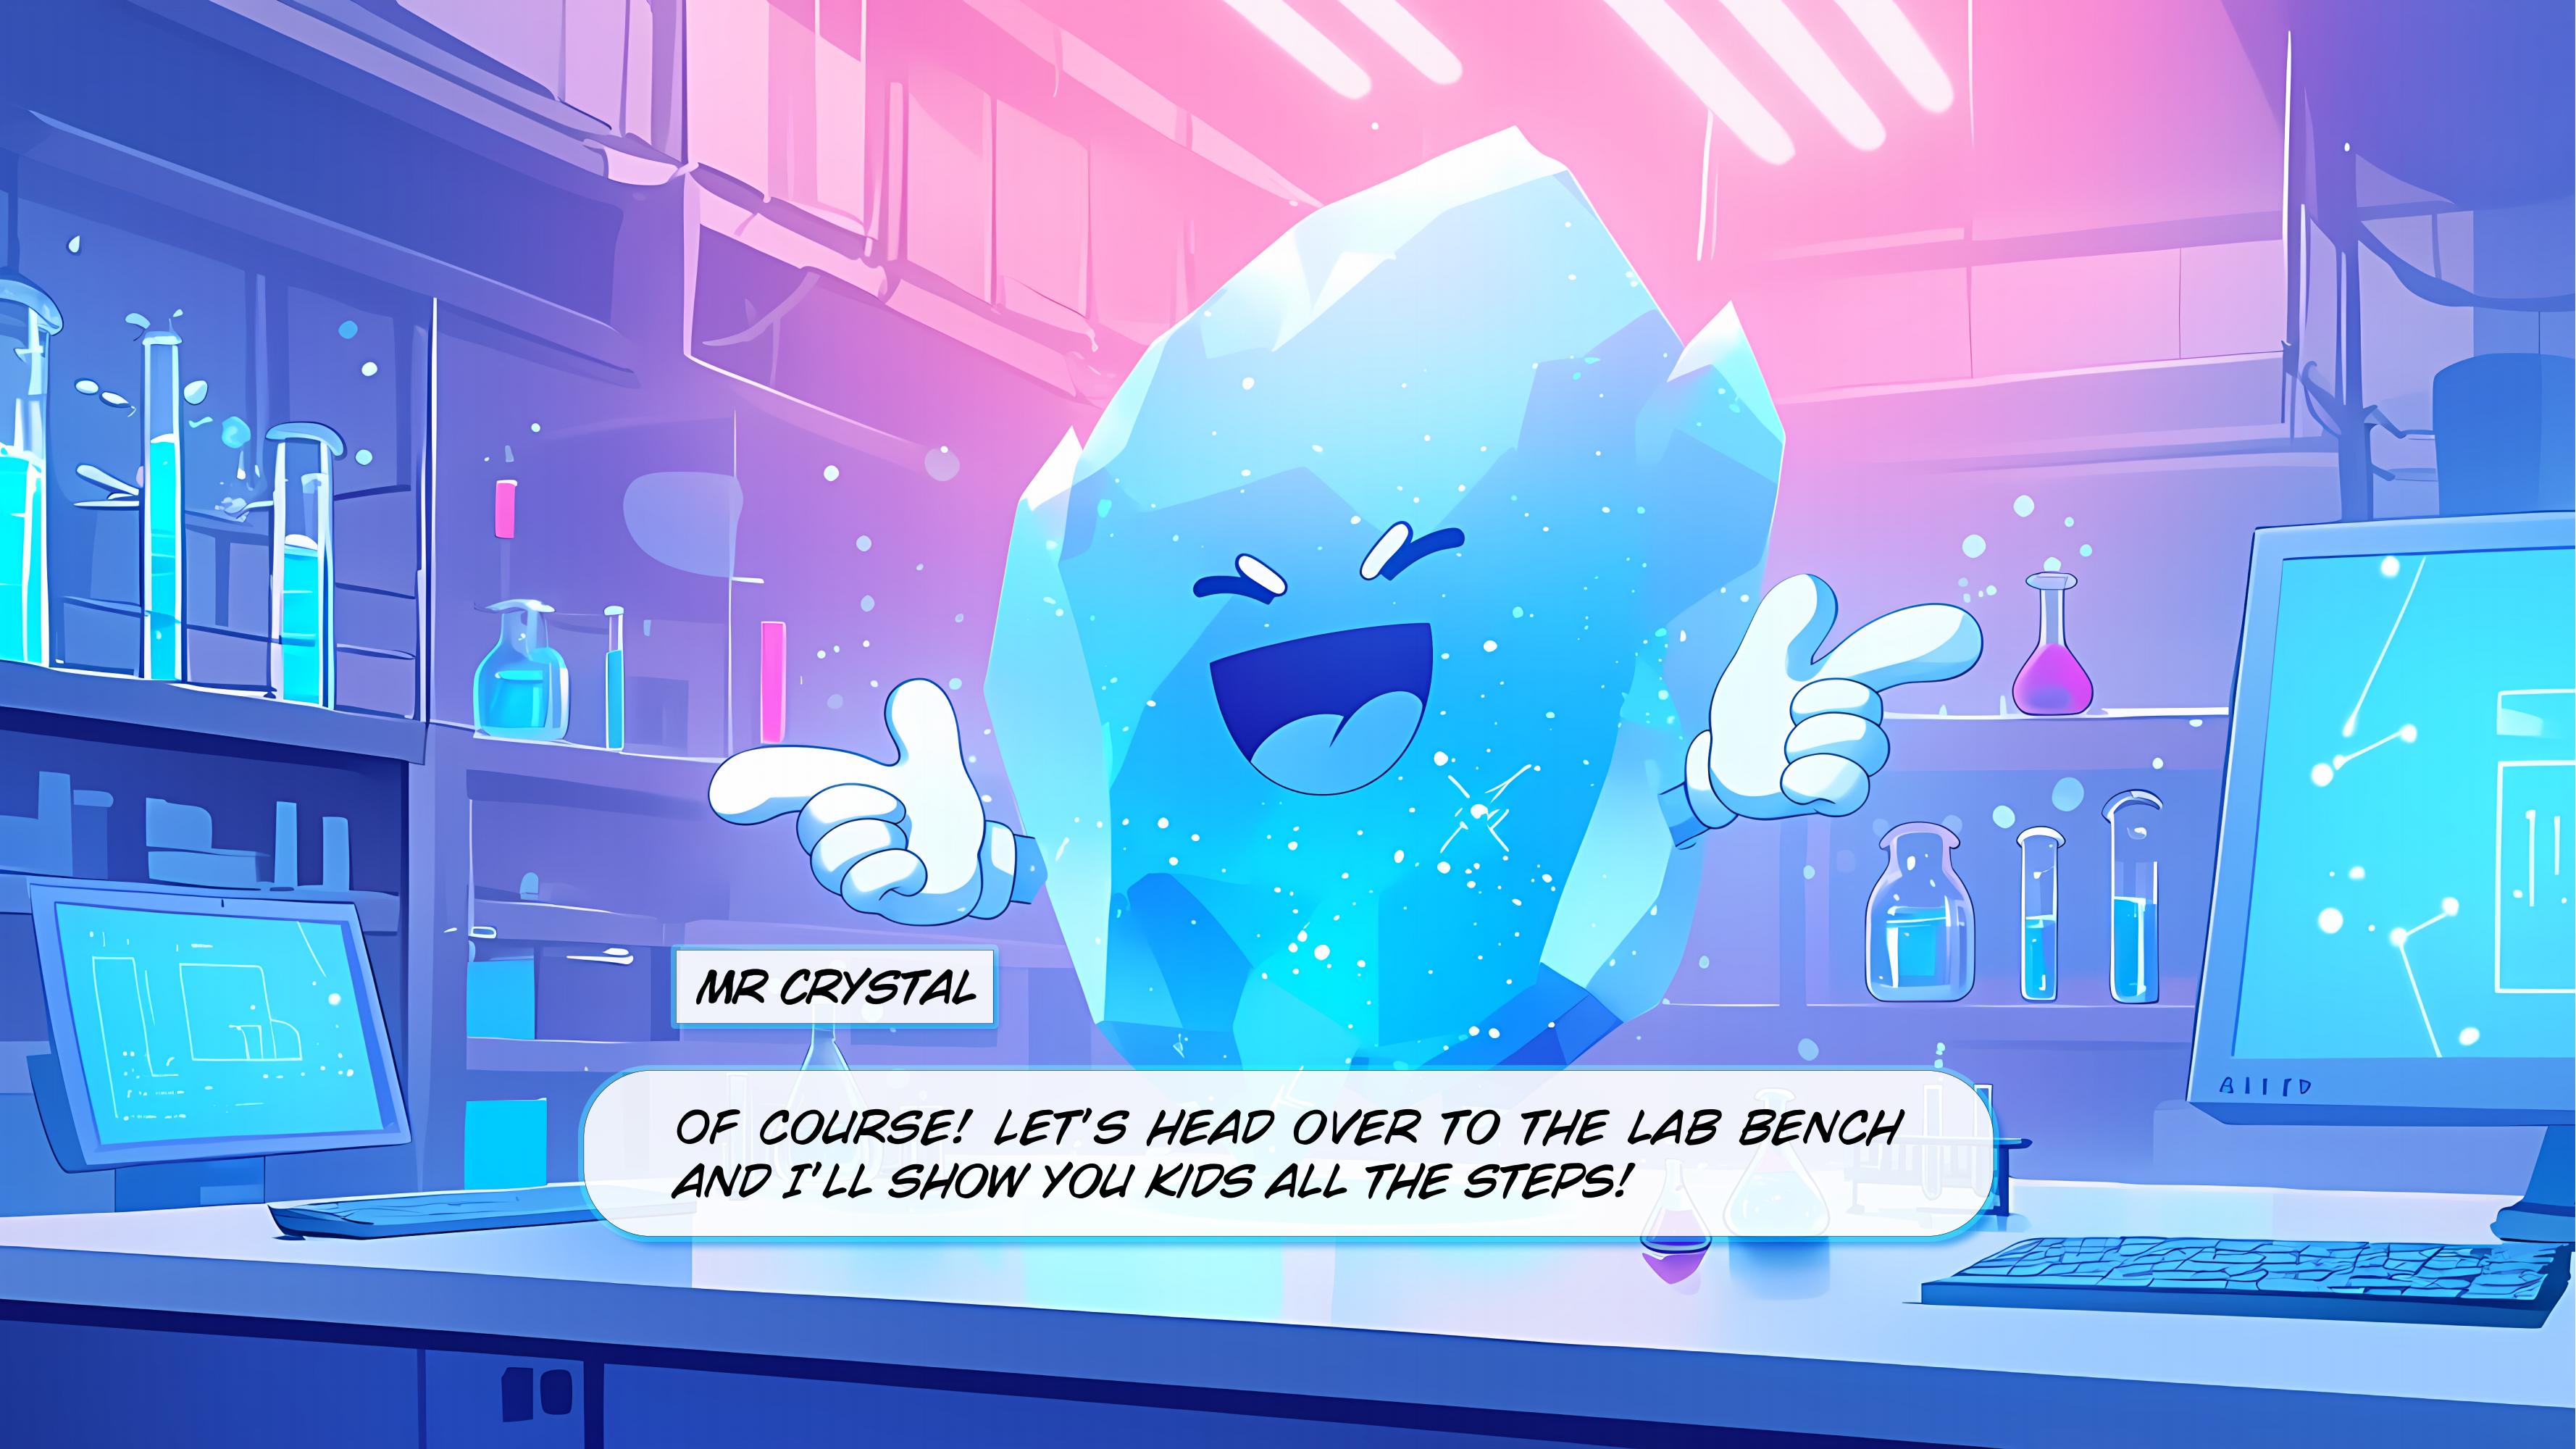 MR CRYSTAL
OF COURSE! LET'S HEAD OVER TO THE LAB BENCH
AND I'LL SHOW YOU KIDS ALL THE STEPS!